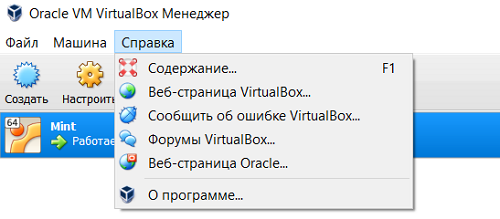 Oracle VM VirtualBox Менеджер
Файл Машина Справка
Содержание... F1
Веб-страница VirtualBox...
Сообщить об ошибке VirtualBox...
Форумы VirtualBox...
Веб-страница Oracle...
О программе...
Создать Настроить
64 Mint
Работае